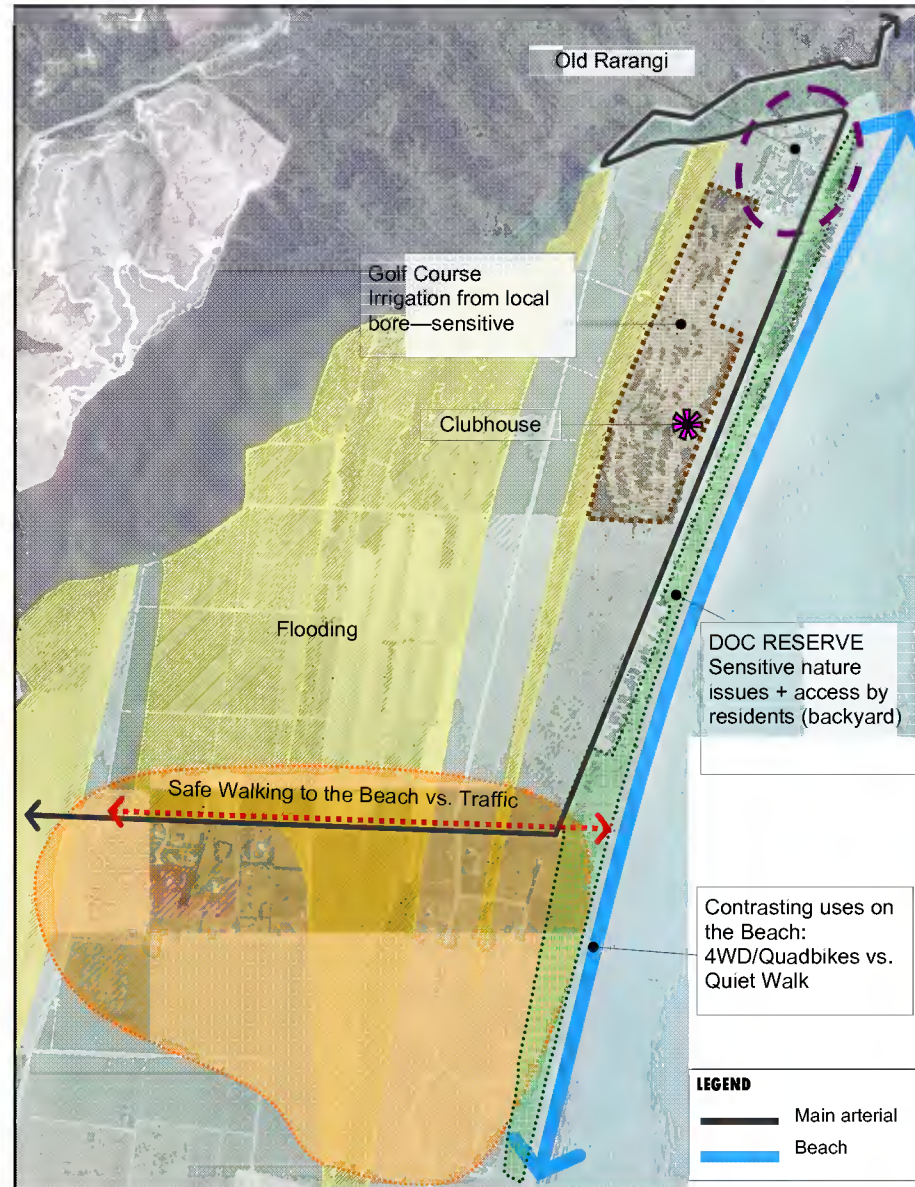 Old Rarangi
Golf Course
Irrigation from local
bore—sensitive
Clubhouse
Flooding
DOC RESERVE
Sensitive nature
issues + access by
residents (backyard)
Safe Walking to the Beach vs. Traffic
Contrasting uses on
the Beach:
4WD/Quadbikes vs.
Quiet Walk
LEGEND
Main arterial
Beach